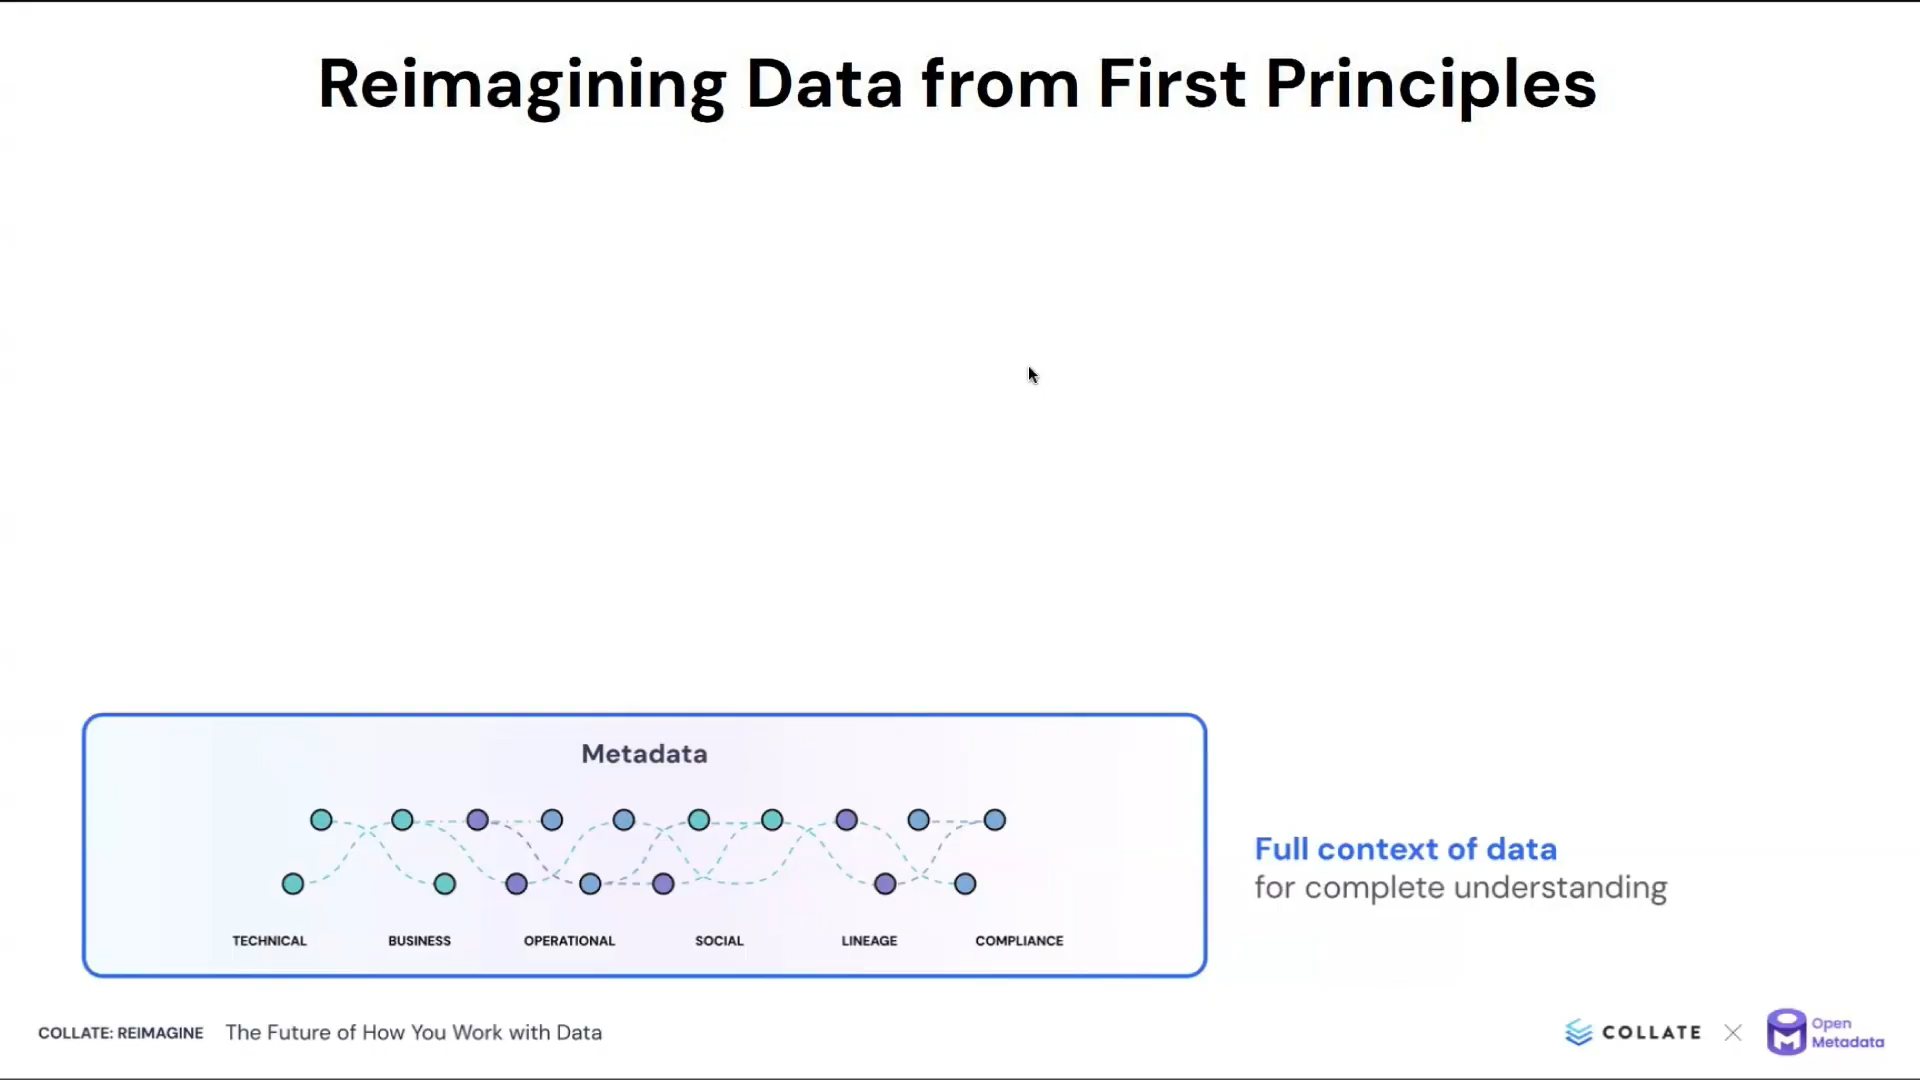 Reimagining Data from First Principles
Metadata
TECHNICAL BUSINESS OPERATIONAL SOCIAL LINEAGE COMPLIANCE
Full context of data
for complete understanding
COLLATE: REIMAGINE The Future of How You Work with Data
COLLATE
Open
Metadata